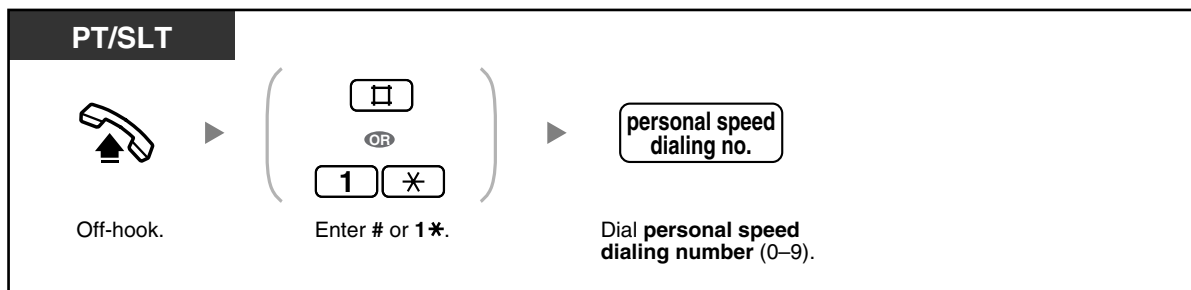 PT/SLT
#
OR
1 *
personal speed
dialing no.
Off-hook.
Enter # or 1*.
Dial personal speed
dialing number (0–9).